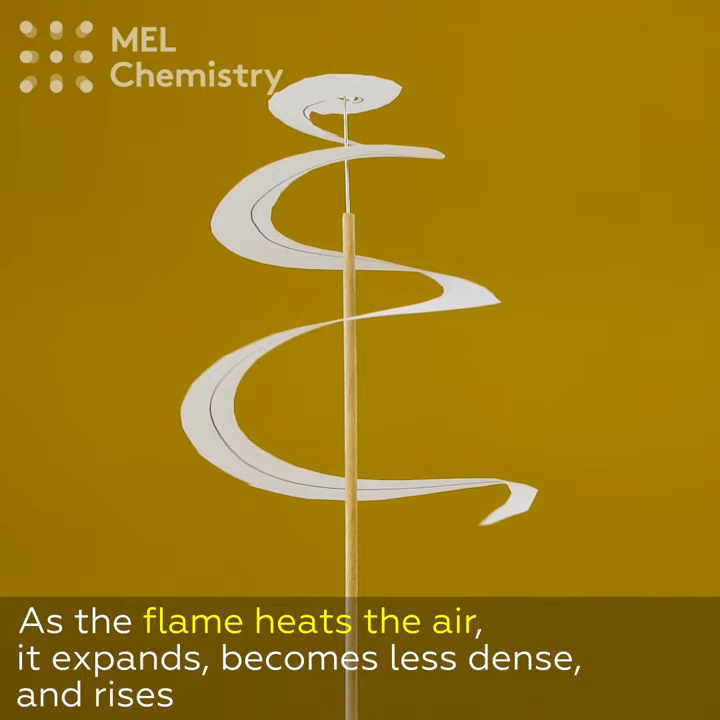 MEL
Chemistry
As the flame heats the air,
it expands, becomes less dense,
and rises